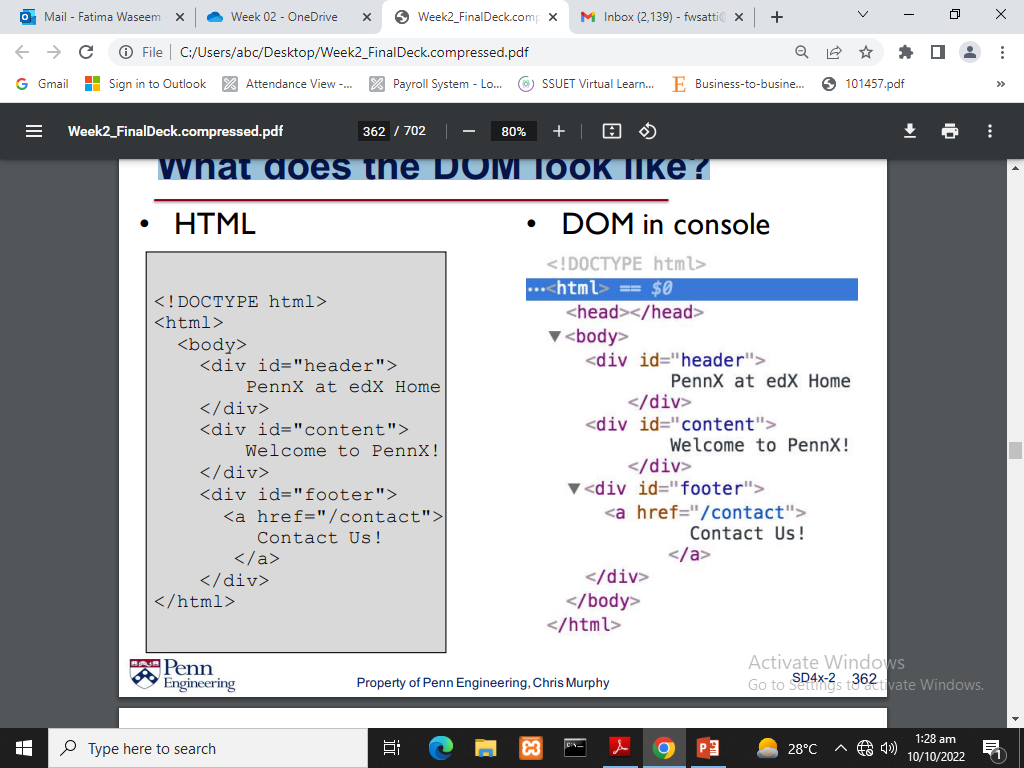 Mail - Fatima Waseem
Week 02 - OneDrive
Week2_FinalDeck.comp
Inbox (2,139) - fwsatti@
File
C:/Users/abc/Desktop/Week2_FinalDeck.compressed.pdf
Gmail
Sign in to Outlook
Attendance View -...
Payroll System - Lo...
SSUET Virtual Learn...
Business-to-busine...
101457.pdf
»
Week2_FinalDeck.compressed.pdf
362 / 702
80%
What does the DOM look like?
• HTML
<!DOCTYPE html>
<html>
<body>
<div id="header">
PennX at edX Home
</div>
<div id="content">
Welcome to PennX!
</div>
<div id="footer">
<a href="/contact">
Contact Us!
</a>
</div>
</html>
• DOM in console
<!DOCTYPE html>
...<html> == $0
<head></head>
▼<body>
<div id="header">
PennX at edX Home
</div>
<div id="content">
Welcome to PennX!
</div>
▼<div id="footer">
<a href="/contact">
Contact Us!
</a>
</div>
</body>
</html>
Penn
Engineering
Property of Penn Engineering, Chris Murphy
SD4x-2 362
Activate Windows
Go to Settings to activate Windows.
Type here to search
28°C
1:28 am
10/10/2022
1